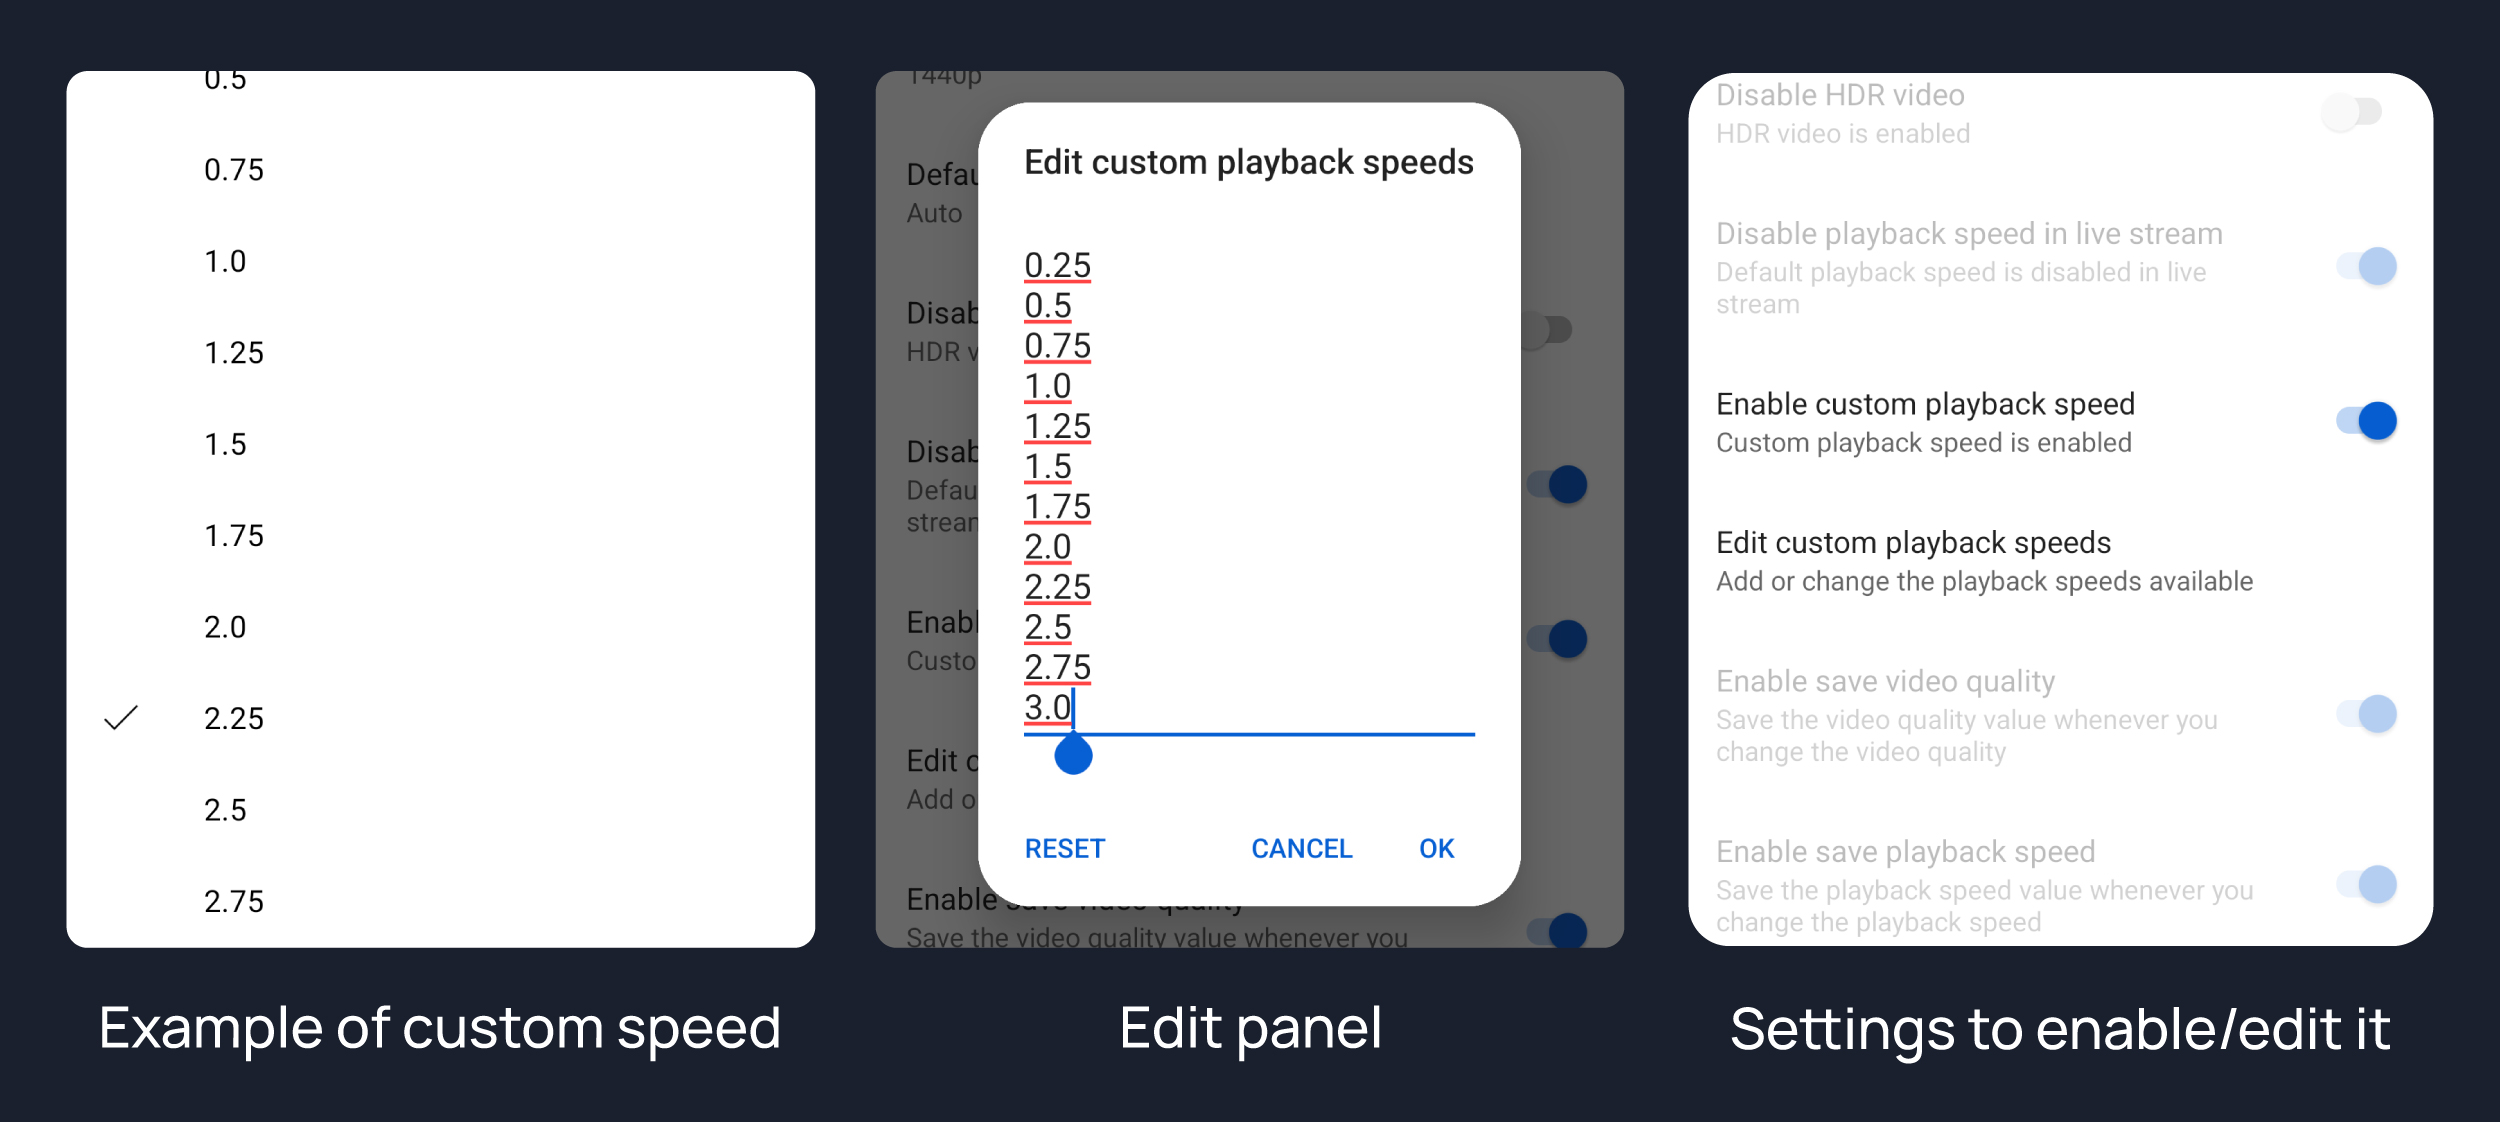 0.5
0.75
1.0
1.25
1.5
1.75
2.0
2.25
2.5
2.75
Example of custom speed
1440p
Defau
Auto
Disab
HDR v
Disab
Defau
strean
Enabl
Custo
Edit c
Add o
Enable save video quality
Save the video quality value whenever you
Edit custom playback speeds
0.25
0.5
0.75
1.0
1.25
1.5
1.75
2.0
2.25
2.5
2.75
3.0
RESET CANCEL OK
Edit panel
Disable HDR video
HDR video is enabled
Disable playback speed in live stream
Default playback speed is disabled in live
stream
Enable custom playback speed
Custom playback speed is enabled
Edit custom playback speeds
Add or change the playback speeds available
Enable save video quality
Save the video quality value whenever you
change the video quality
Enable save playback speed
Save the playback speed value whenever you
change the playback speed
Settings to enable/edit it